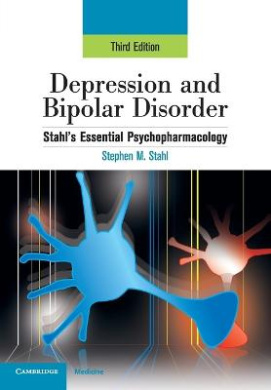 Third Edition
Depression and
Bipolar Disorder
Stahl's Essential Psychopharmacology
Stephen M. Stahl
CAMBRIDGE
Medicine